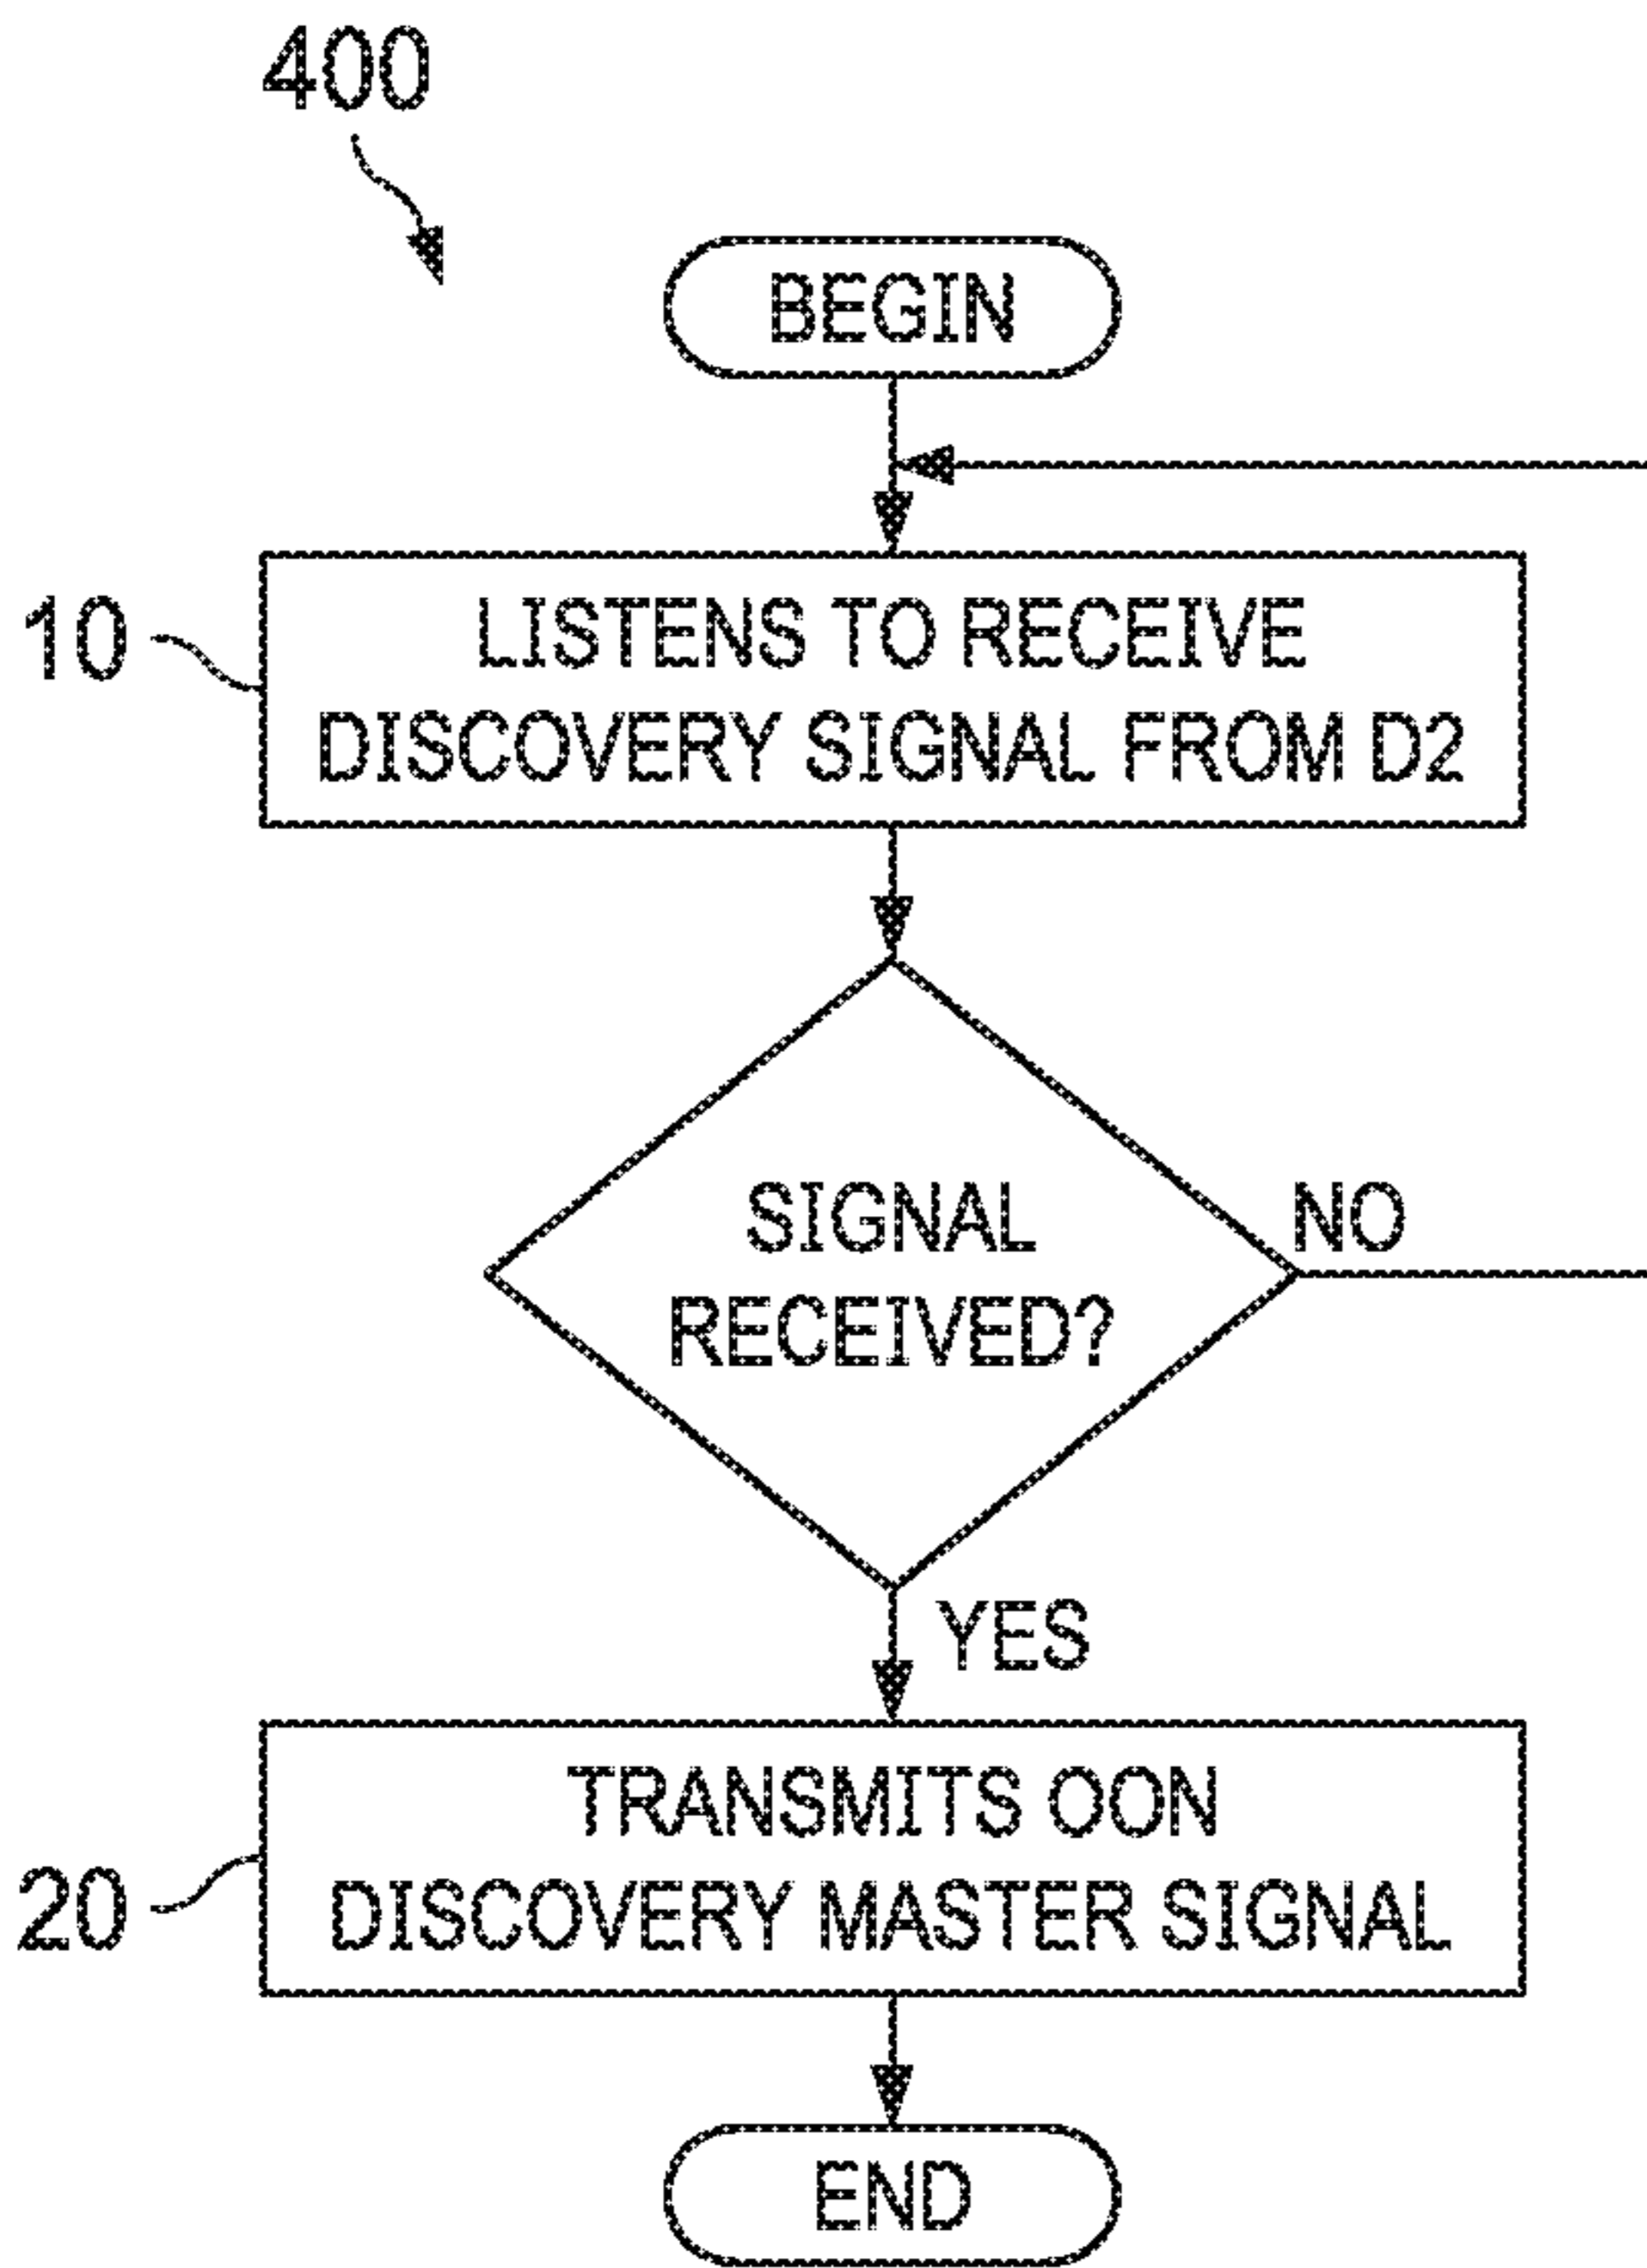 400
BEGIN
10
LISTENS TO RECEIVE
DISCOVERY SIGNAL FROM D2
SIGNAL
RECEIVED?
NO
YES
20
TRANSMITS OON
DISCOVERY MASTER SIGNAL
END